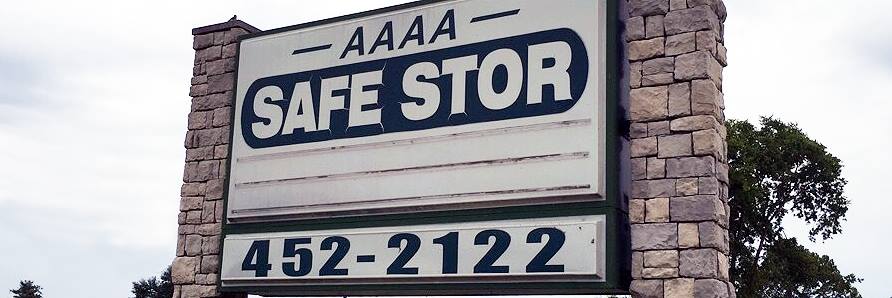 — AAAA —
SAFE STOR
452-2122